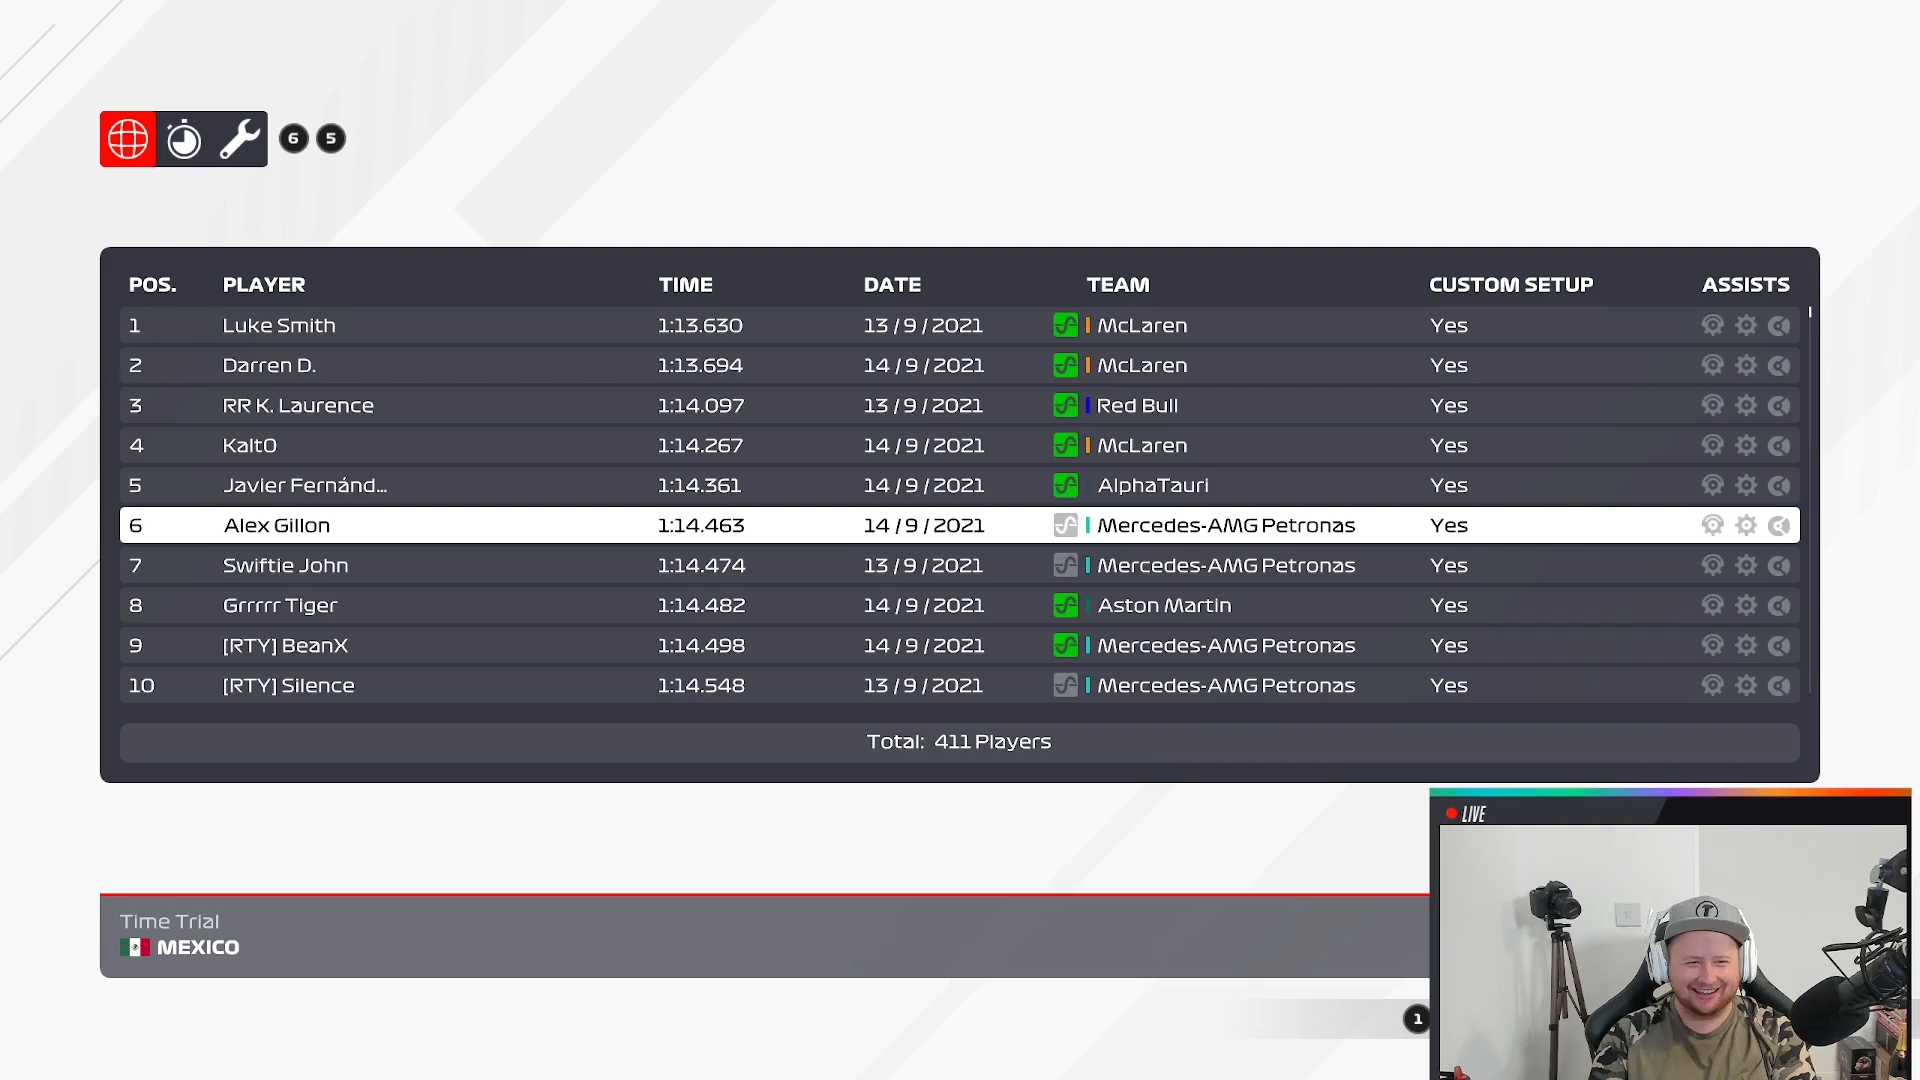 6 5
POS. PLAYER TIME DATE TEAM CUSTOM SETUP ASSISTS
1 Luke Smith 1:13.630 13 / 9 / 2021 McLaren Yes
2 Darren D. 1:13.694 14 / 9 / 2021 McLaren Yes
3 RR K. Laurence 1:14.097 13 / 9 / 2021 Red Bull Yes
4 KaltO 1:14.267 14 / 9 / 2021 McLaren Yes
5 Javier Fernánd... 1:14.361 14 / 9 / 2021 AlphaTauri Yes
6 Alex Gillon 1:14.463 14 / 9 / 2021 Mercedes-AMG Petronas Yes
7 Swiftie John 1:14.474 13 / 9 / 2021 Mercedes-AMG Petronas Yes
8 Grrrrr Tiger 1:14.482 14 / 9 / 2021 Aston Martin Yes
9 [RTY] BeanX 1:14.498 14 / 9 / 2021 Mercedes-AMG Petronas Yes
10 [RTY] Silence 1:14.548 13 / 9 / 2021 Mercedes-AMG Petronas Yes
Total: 411 Players
LIVE
Time Trial
MEXICO
1